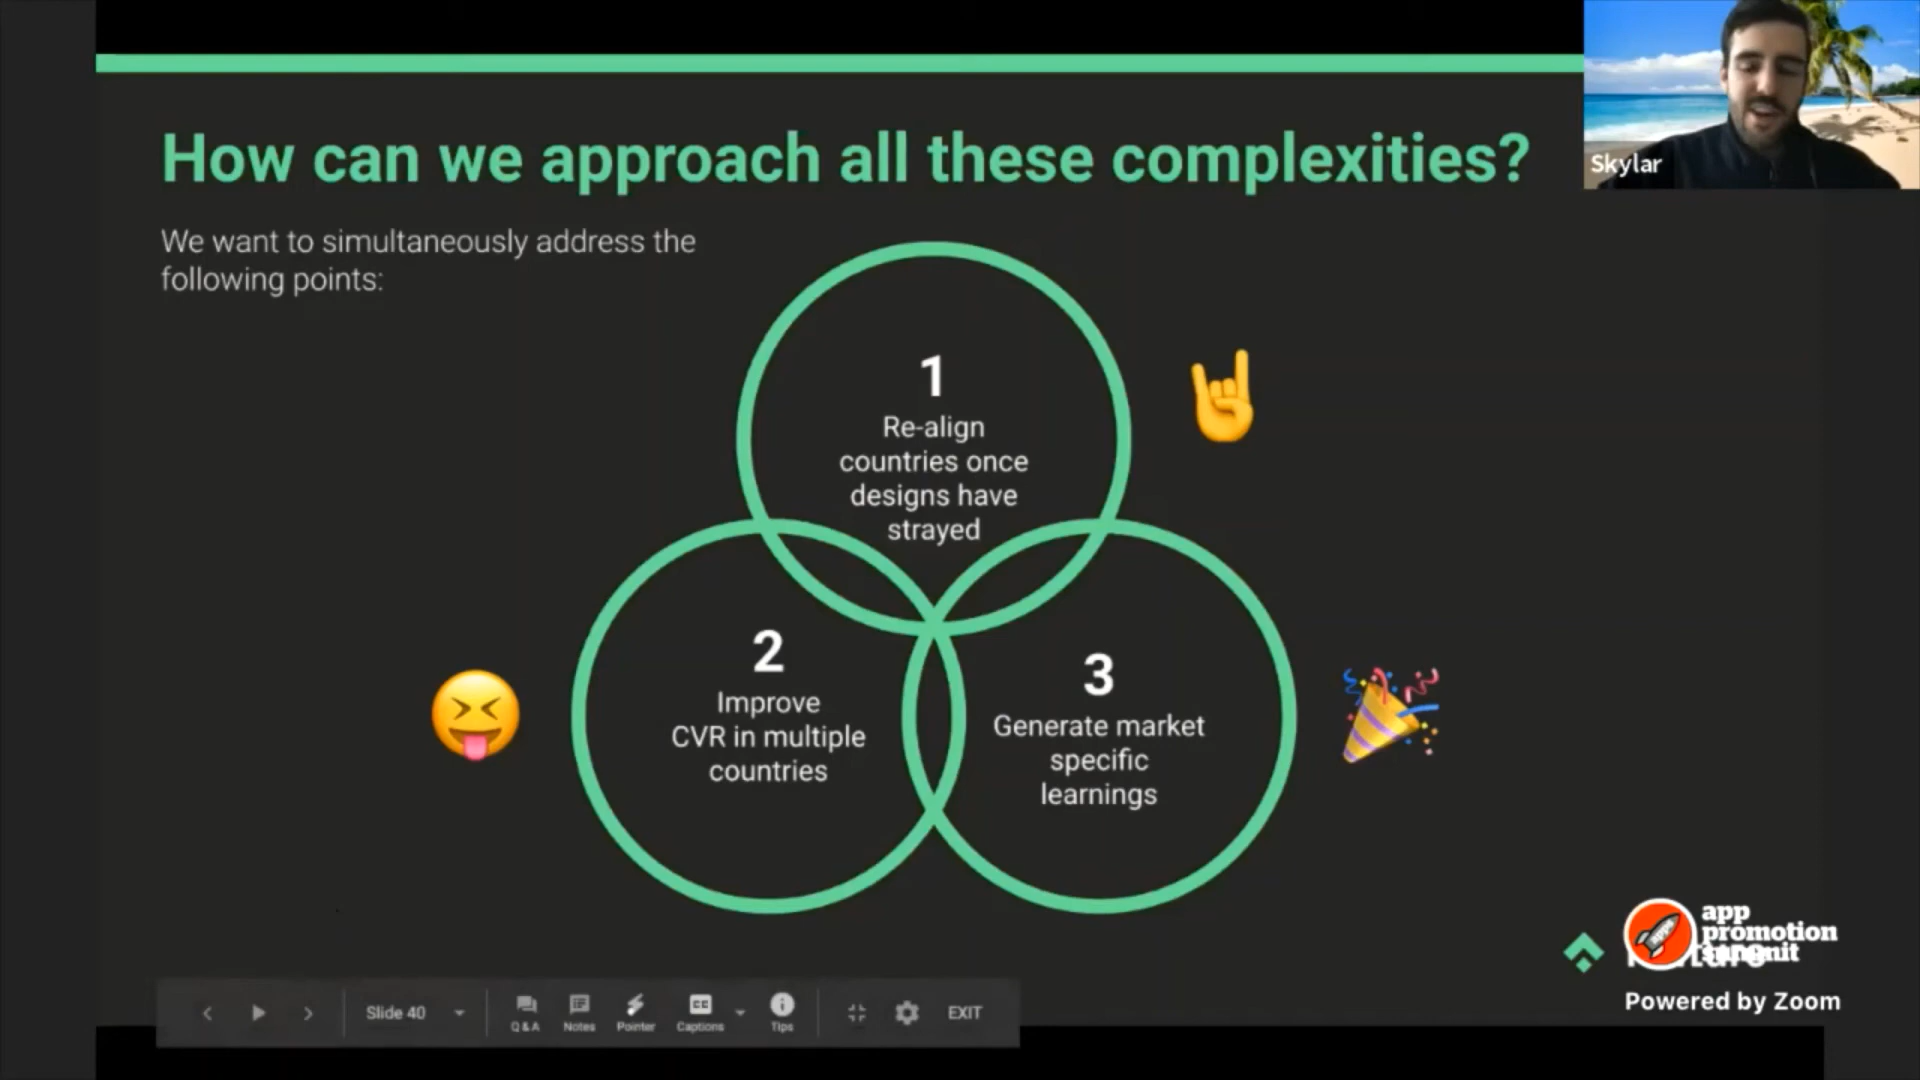 How can we approach all these complexities?
Skylar
We want to simultaneously address the
following points:
1
Re-align
countries once
designs have
strayed
2
Improve
CVR in multiple
countries
3
Generate market
specific
learnings
app
promotion
summit
Powered by Zoom
Slide 40
Q & A
Notes
Pointer
CC
Captions
Tips
EXIT